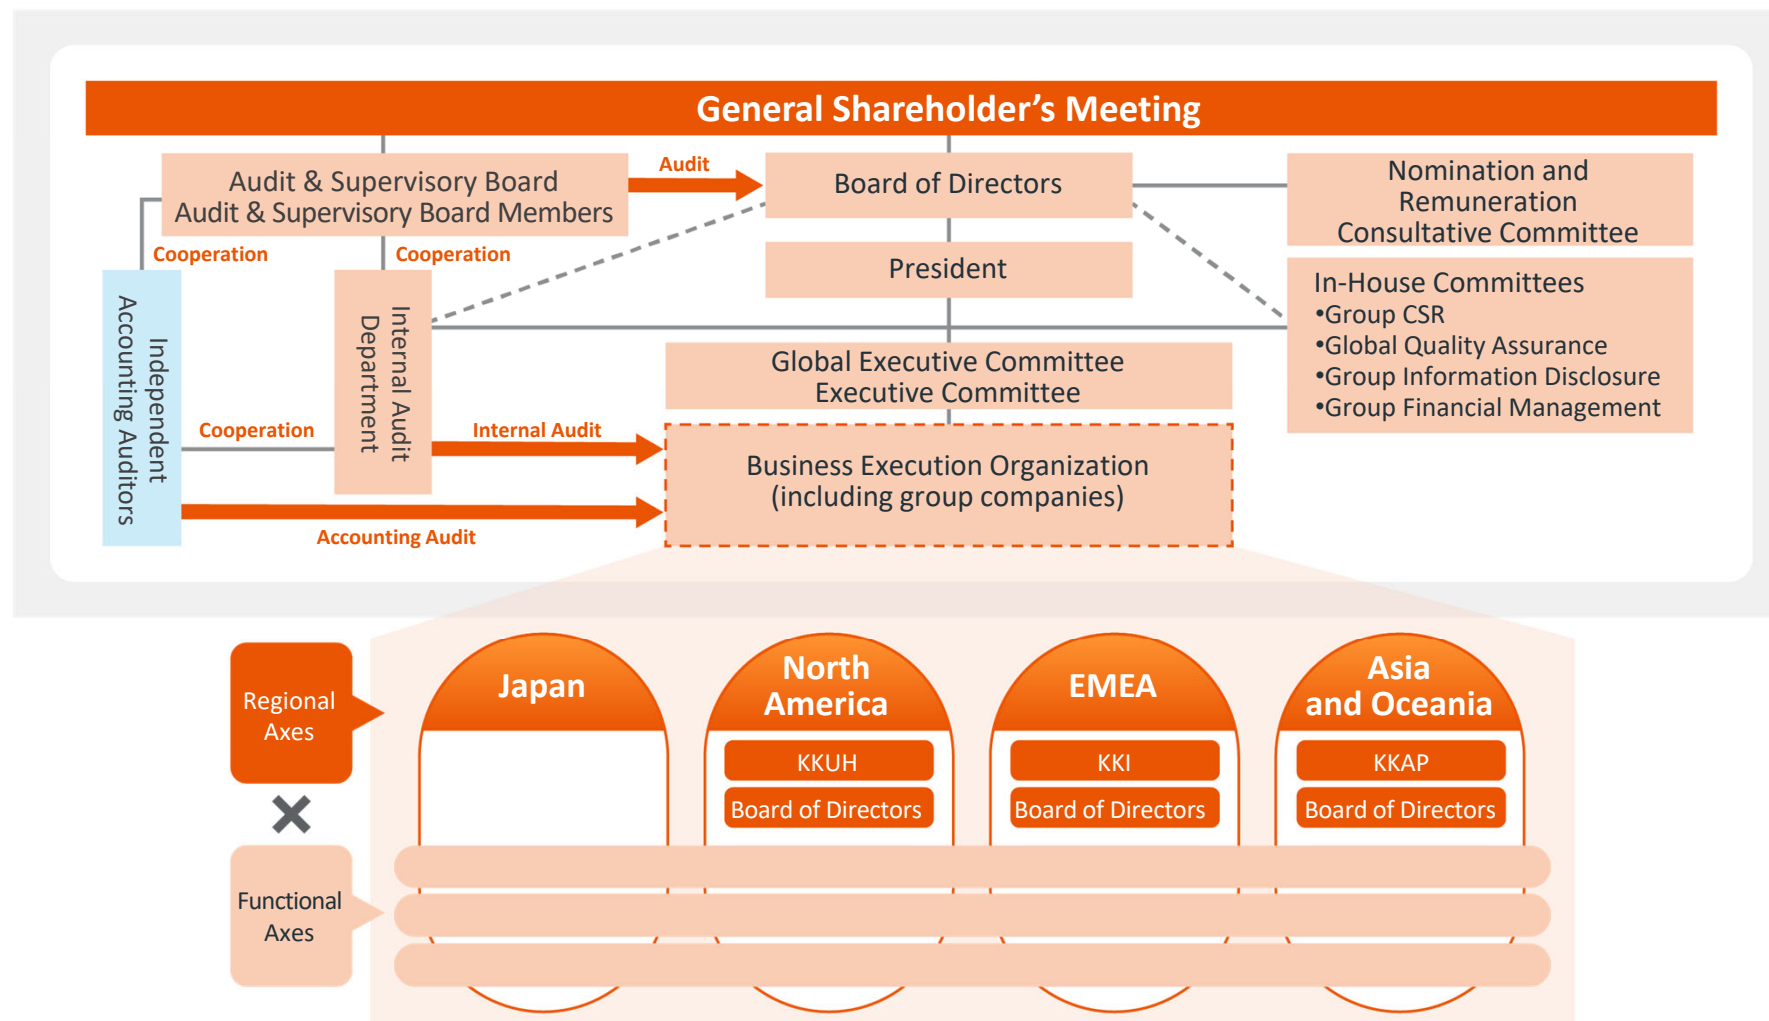 General Shareholder’s Meeting
Audit & Supervisory Board
Audit & Supervisory Board Members
Audit
Board of Directors
Nomination and
Remuneration
Consultative Committee
Cooperation
Cooperation
President
In-House Committees
•Group CSR
•Global Quality Assurance
•Group Information Disclosure
•Group Financial Management
Independent
Accounting Auditors
Internal Audit
Department
Global Executive Committee
Executive Committee
Cooperation
Internal Audit
Business Execution Organization
(including group companies)
Accounting Audit
Regional
Axes
Japan
North
America
EMEA
Asia
and Oceania
KKUH
KKI
KKAP
Board of Directors
Board of Directors
Board of Directors
Functional
Axes